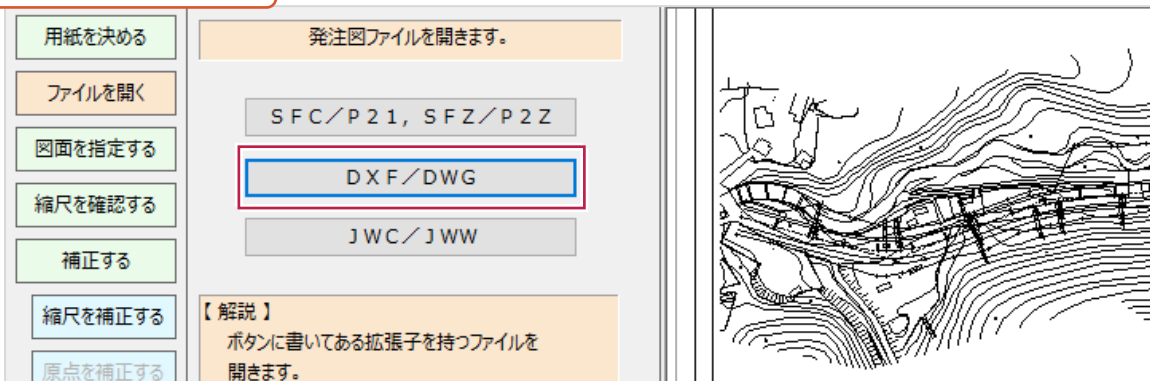 用紙を決める
ファイルを開く
図面を指定する
縮尺を確認する
補正する
縮尺を補正する
原点を補正する
発注図ファイルを開きます。
ＳＦＣ／Ｐ２１，ＳＦＺ／Ｐ２Ｚ
ＤＸＦ／ＤＷＧ
ＪＷＣ／ＪＷＷ
【 解説 】
ボタンに書いてある拡張子を持つファイルを
開きます。